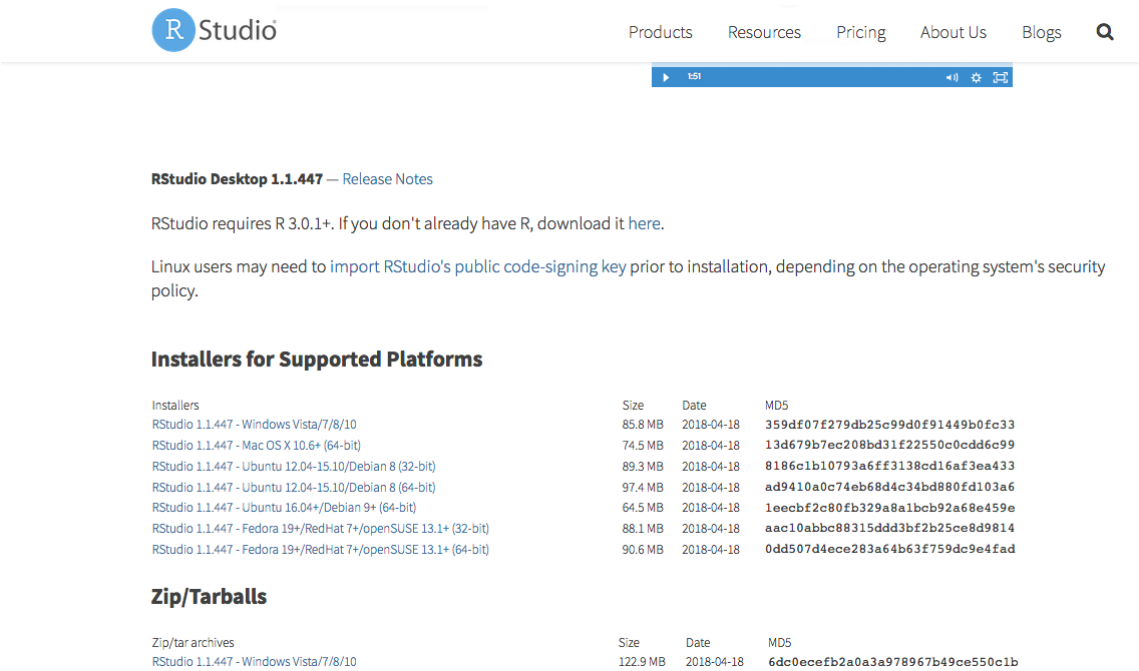 R Studio
Products Resources Pricing About Us Blogs
1:51
RStudio Desktop 1.1.447 — Release Notes
RStudio requires R 3.0.1+. If you don't already have R, download it here.
Linux users may need to import RStudio's public code-signing key prior to installation, depending on the operating system's security
policy.
Installers for Supported Platforms
Installers Size Date MD5
RStudio 1.1.447 - Windows Vista/7/8/10 85.8 MB 2018-04-18 359df07f279db25c99d0f91449b0fc33
RStudio 1.1.447 - Mac OS X 10.6+ (64-bit) 74.5 MB 2018-04-18 13d679b7ec208bd31f22550c0cdd6c99
RStudio 1.1.447 - Ubuntu 12.04-15.10/Debian 8 (32-bit) 89.3 MB 2018-04-18 8186c1b10793a6ff3138cd16af3ea433
RStudio 1.1.447 - Ubuntu 12.04-15.10/Debian 8 (64-bit) 97.4 MB 2018-04-18 ad9410a0c74eb68d4c34bd880fd103a6
RStudio 1.1.447 - Ubuntu 16.04+/Debian 9+ (64-bit) 64.5 MB 2018-04-18 1eecbf2c80fb329a8a1bcb92a68e459e
RStudio 1.1.447 - Fedora 19+/RedHat 7+/openSUSE 13.1+ (32-bit) 88.1 MB 2018-04-18 aac10abbc88315ddd3bf2b25ce8d9814
RStudio 1.1.447 - Fedora 19+/RedHat 7+/openSUSE 13.1+ (64-bit) 90.6 MB 2018-04-18 0dd507d4ece283a64b63f759dc9e4fad
Zip/Tarballs
Zip/tar archives Size Date MD5
RStudio 1.1.447 - Windows Vista/7/8/10 122.9 MB 2018-04-18 6dc0ecefb2a0a3a978967b49ce550c1b